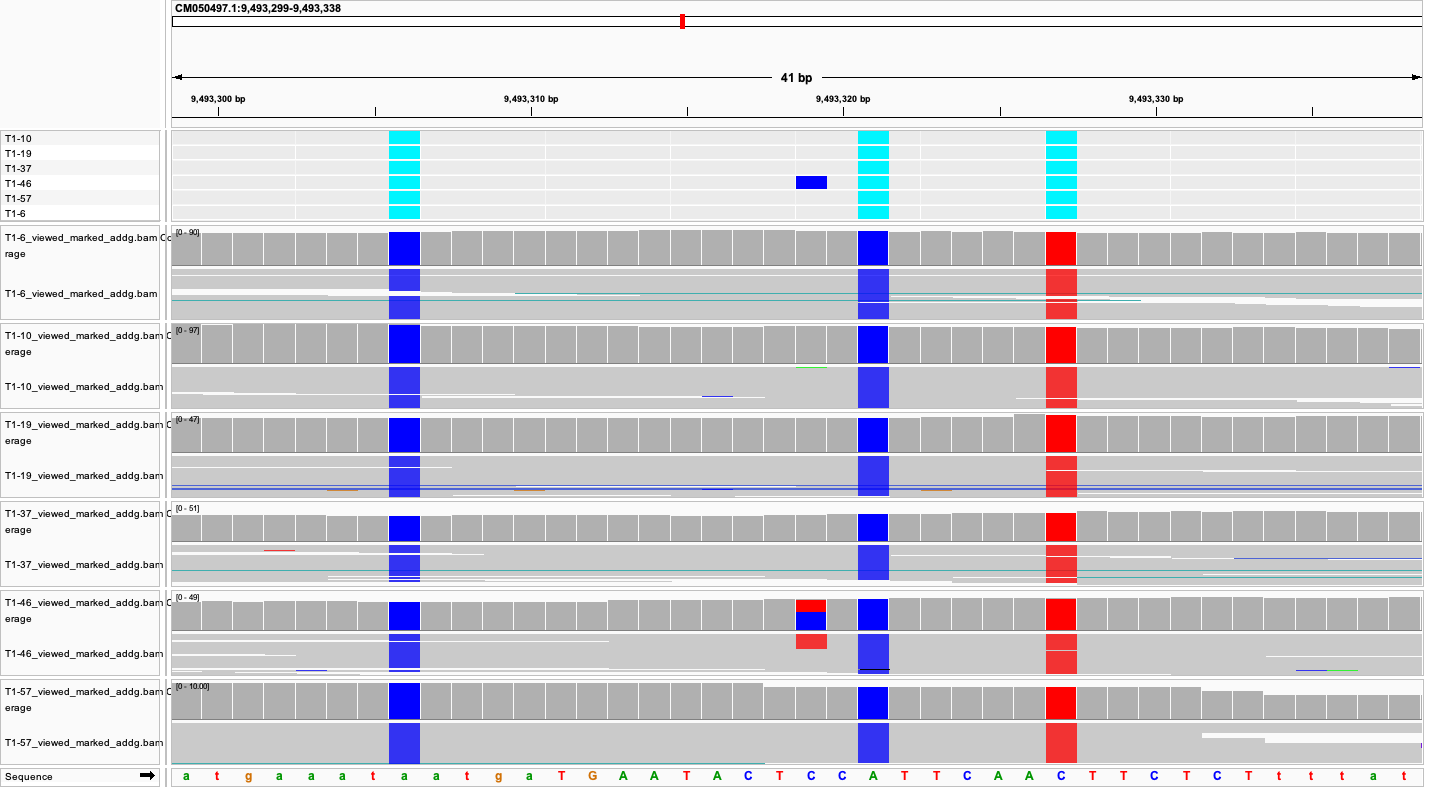 CM050497.1:9,493,299-9,493,338
41 bp
9,493,300 bp 9,493,310 bp 9,493,320 bp 9,493,330 bp
T1-10
T1-19
T1-37
T1-46
T1-57
T1-6
T1-6_viewed_marked_addg.bam Co [0 - 90]
rage
T1-6_viewed_marked_addg.bam
T1-10_viewed_marked_addg.bam C [0 - 97]
erage
T1-10_viewed_marked_addg.bam
T1-19_viewed_marked_addg.bam C [0 - 47]
erage
T1-19_viewed_marked_addg.bam
T1-37_viewed_marked_addg.bam C [0 - 51]
erage
T1-37_viewed_marked_addg.bam
T1-46_viewed_marked_addg.bam C [0 - 49]
erage
T1-46_viewed_marked_addg.bam
T1-57_viewed_marked_addg.bam C [0 - 10.00]
erage
T1-57_viewed_marked_addg.bam
Sequence a t g a a a t a a t g a T G A A T A C T C C A T T C A A C T T C T C T t t t a t